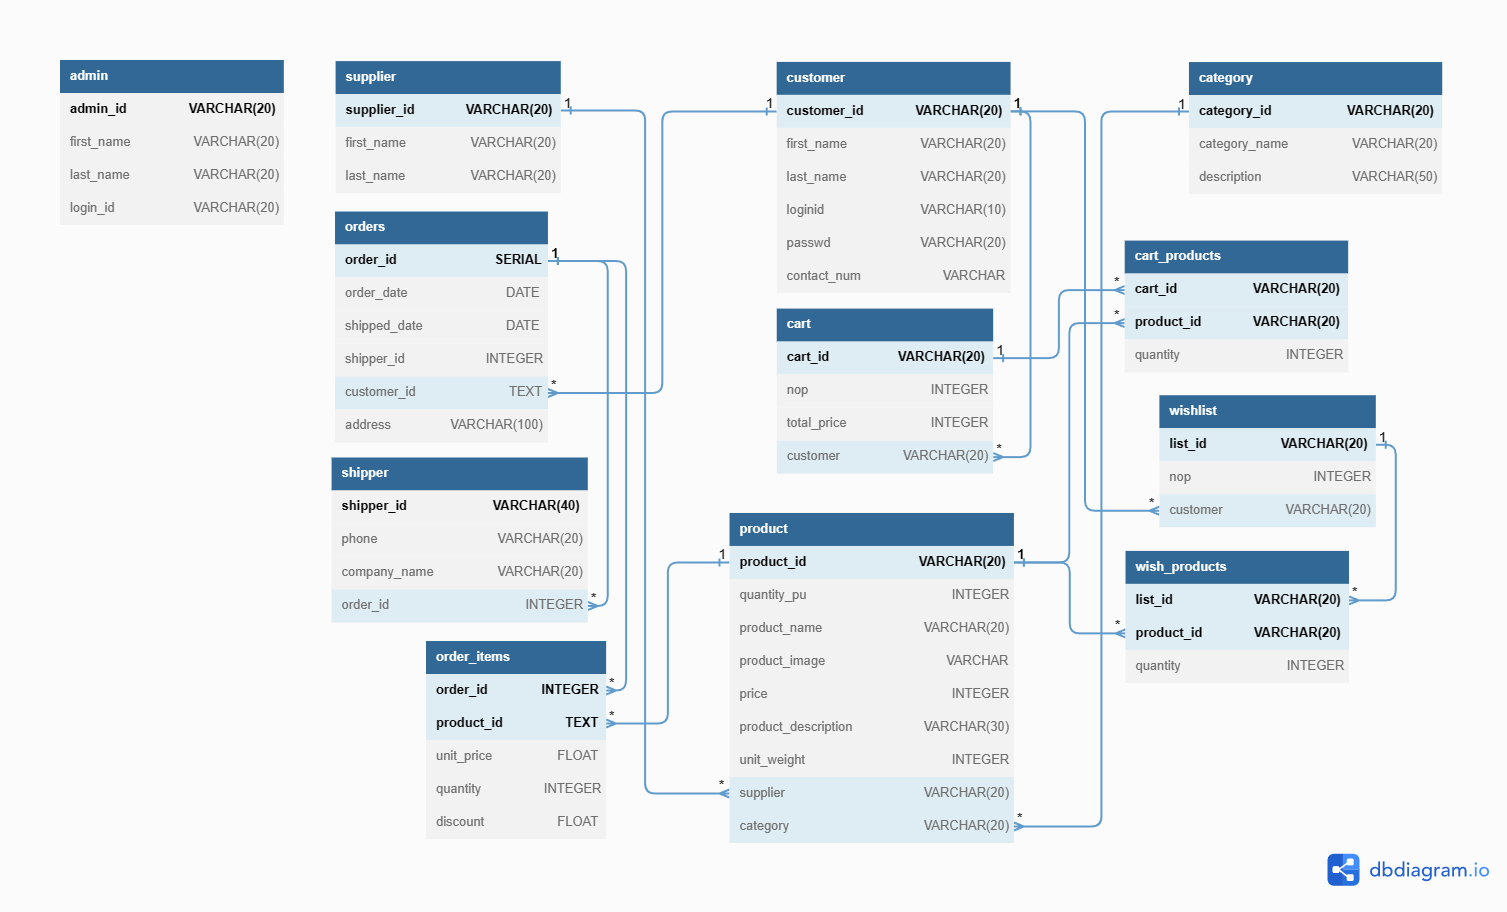 admin
admin_id VARCHAR(20)
first_name VARCHAR(20)
last_name VARCHAR(20)
login_id VARCHAR(20)
supplier
supplier_id VARCHAR(20) 1
first_name VARCHAR(20)
last_name VARCHAR(20)
orders
order_id SERIAL 1
order_date DATE
shipped_date DATE
shipper_id INTEGER
customer_id TEXT *
address VARCHAR(100)
shipper
shipper_id VARCHAR(40)
phone VARCHAR(20)
company_name VARCHAR(20)
order_id INTEGER *
order_items
order_id INTEGER *
product_id TEXT *
unit_price FLOAT
quantity INTEGER
discount FLOAT
customer
1 customer_id VARCHAR(20) 1
first_name VARCHAR(20)
last_name VARCHAR(20)
loginid VARCHAR(10)
passwd VARCHAR(20)
contact_num VARCHAR
cart
cart_id VARCHAR(20) 1
nop INTEGER
total_price INTEGER
customer VARCHAR(20) *
product
1 product_id VARCHAR(20) 1
quantity_pu INTEGER
product_name VARCHAR(20)
product_image VARCHAR
price INTEGER
product_description VARCHAR(30)
unit_weight INTEGER
* supplier VARCHAR(20)
category VARCHAR(20) *
category
1 category_id VARCHAR(20)
category_name VARCHAR(20)
description VARCHAR(50)
cart_products
* cart_id VARCHAR(20)
* product_id VARCHAR(20)
quantity INTEGER
wishlist
list_id VARCHAR(20) 1
nop INTEGER
* customer VARCHAR(20)
wish_products
list_id VARCHAR(20) *
* product_id VARCHAR(20)
quantity INTEGER
dbdiagram.io